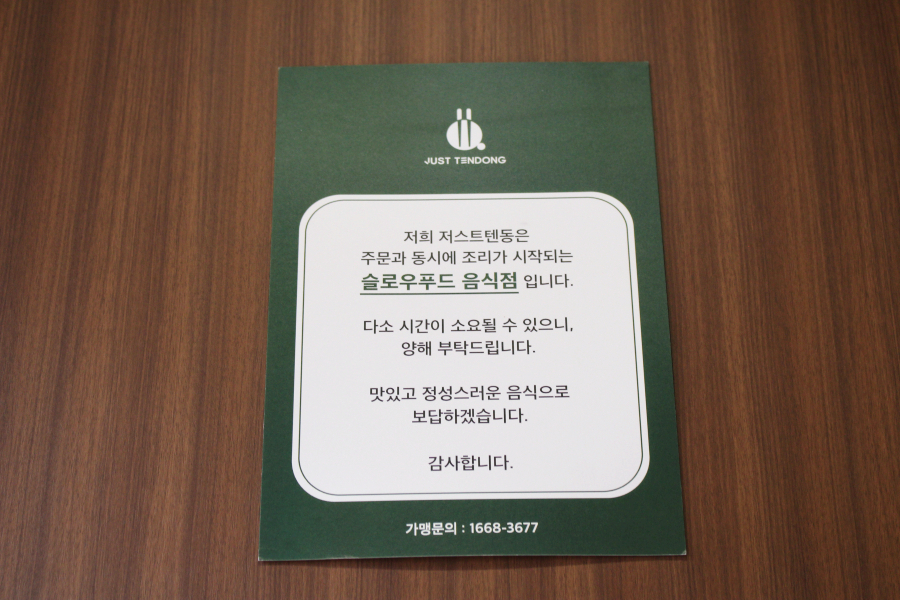 JUST TENDONG
저희 저스트텐동은
주문과 동시에 조리가 시작되는
슬로우푸드 음식점 입니다.
다소 시간이 소요될 수 있으니,
양해 부탁드립니다.
맛있고 정성스러운 음식으로
보답하겠습니다.
감사합니다.
가맹문의 : 1668-3677